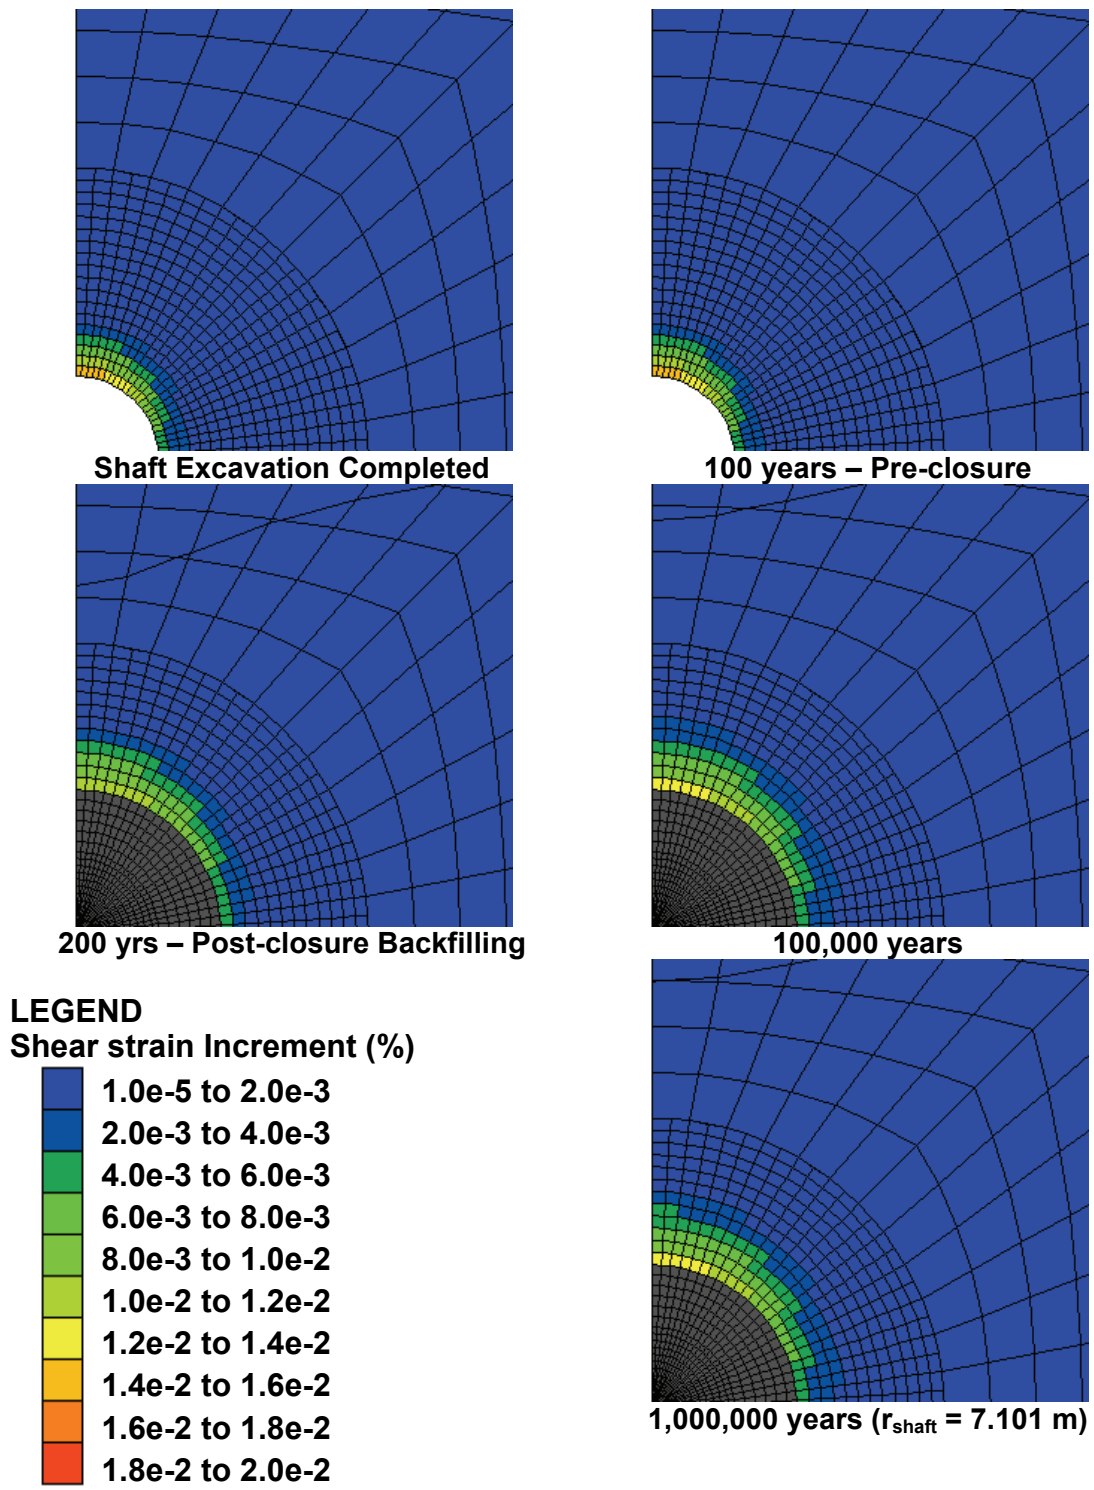 Shaft Excavation Completed
100 years – Pre-closure
200 yrs – Post-closure Backfilling
100,000 years
LEGEND
Shear strain Increment (%)
1.0e-5 to 2.0e-3
2.0e-3 to 4.0e-3
4.0e-3 to 6.0e-3
6.0e-3 to 8.0e-3
8.0e-3 to 1.0e-2
1.0e-2 to 1.2e-2
1.2e-2 to 1.4e-2
1.4e-2 to 1.6e-2
1.6e-2 to 1.8e-2
1.8e-2 to 2.0e-2
1,000,000 years (rshaft = 7.101 m)